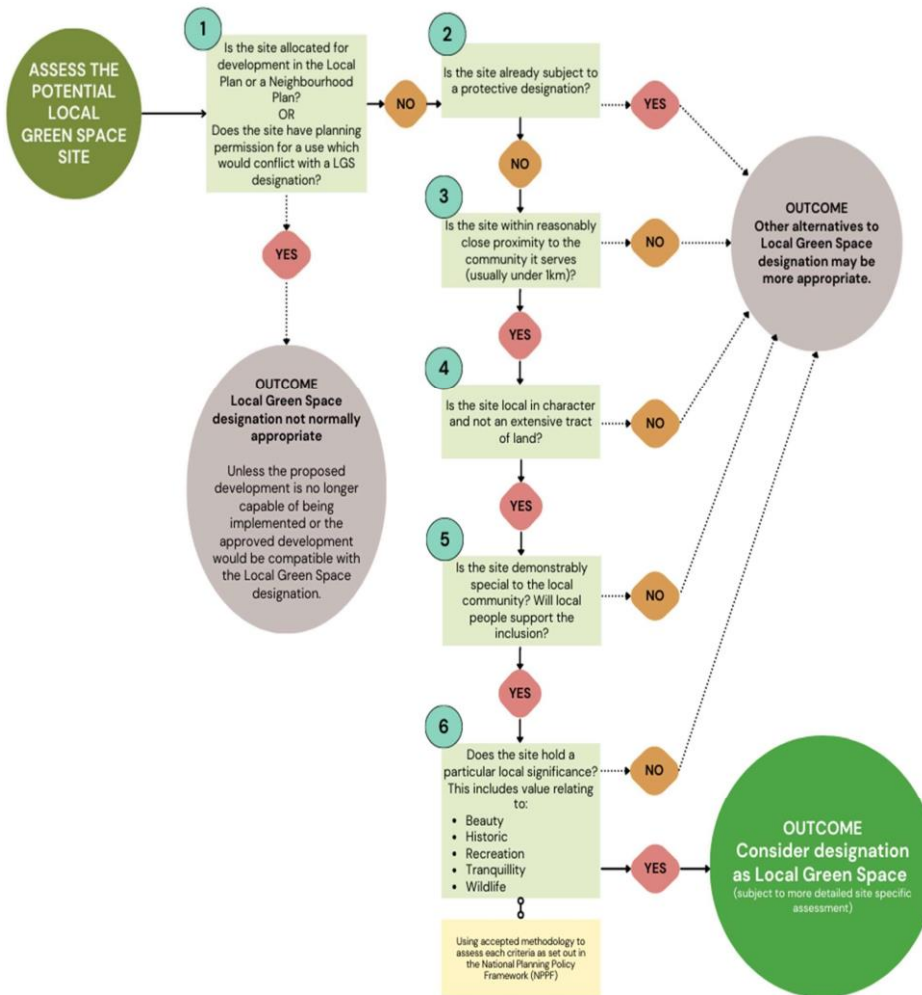 ASSESS THE
POTENTIAL
LOCAL
GREEN SPACE
SITE
1
Is the site allocated for
development in the Local
Plan or a Neighbourhood
Plan?
OR
Does the site have planning
permission for a use which
would conflict with a LGS
designation?
NO
YES
OUTCOME
Local Green Space
designation not normally
appropriate
Unless the proposed
development is no longer
capable of being
implemented or the
approved development
would be compatible with
the Local Green Space
designation.
2
Is the site already subject to
a protective designation?
YES
NO
3
Is the site within reasonably
close proximity to the
community it serves
(usually under 1km)?
NO
YES
OUTCOME
Other alternatives to
Local Green Space
designation may be
more appropriate.
4
Is the site local in character
and not an extensive tract
of land?
NO
YES
5
Is the site demonstrably
special to the local
community? Will local
people support the
inclusion?
NO
YES
6
Does the site hold a
particular local significance?
This includes value relating
to:
• Beauty
• Historic
• Recreation
• Tranquillity
• Wildlife
NO
YES
OUTCOME
Consider designation
as Local Green Space
(subject to more detailed site specific
assessment)
Using accepted methodology to
assess each criteria as set out in
the National Planning Policy
Framework (NPPF)